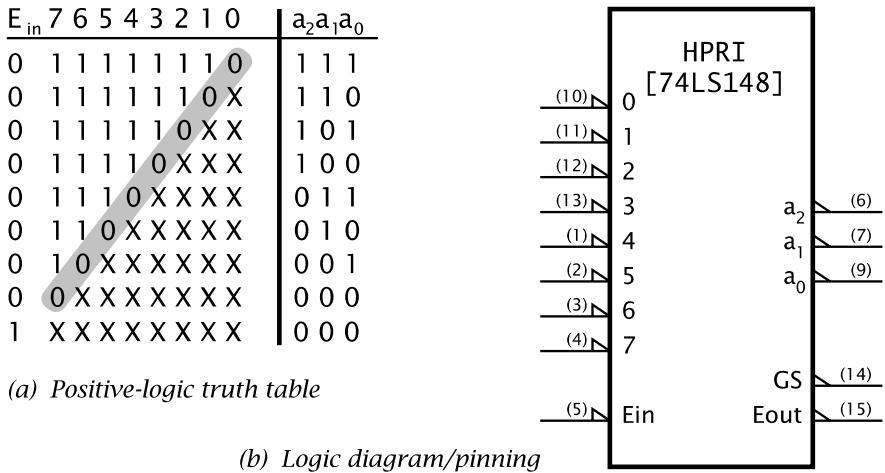 E in 7 6 5 4 3 2 1 0 a2a1a0
0 1 1 1 1 1 1 1 0 1 1 1
0 1 1 1 1 1 1 0 X 1 1 0
0 1 1 1 1 1 0 X X 1 0 1
0 1 1 1 1 0 X X X 1 0 0
0 1 1 1 0 X X X X 0 1 1
0 1 1 0 X X X X X 0 1 0
0 1 0 X X X X X X 0 0 1
0 0 X X X X X X X 0 0 0
1 X X X X X X X X 0 0 0
(a) Positive-logic truth table
HPRI
[74LS148]
(10) 0
(11) 1
(12) 2
(13) 3
(1) 4
(2) 5
(3) 6
(4) 7
(5) Ein
a2 (6)
a1 (7)
a0 (9)
GS (14)
Eout (15)
(b) Logic diagram/pinning